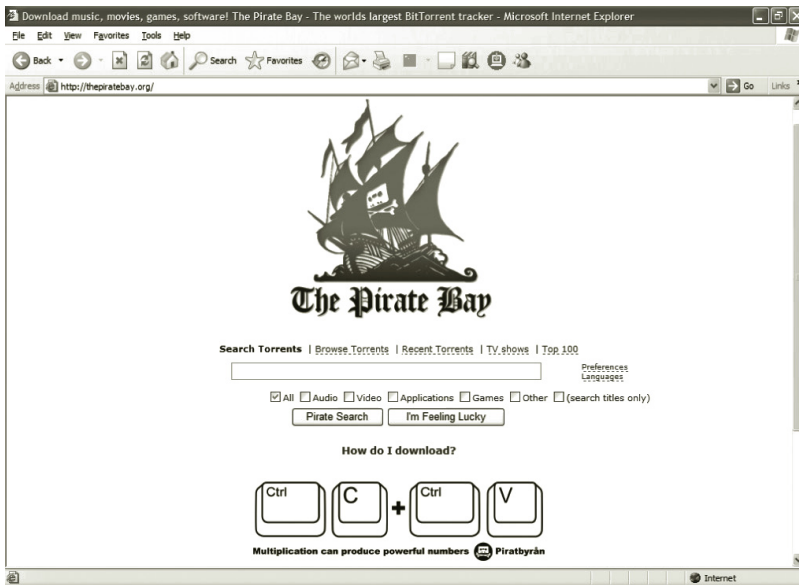 Download music, movies, games, software! The Pirate Bay - The worlds largest BitTorrent tracker - Microsoft Internet Explorer
File Edit View Favorites Tools Help
Back Search Favorites
Address http://thepiratebay.org/ Go Links
The Pirate Bay
Search Torrents | Browse Torrents | Recent Torrents | TV shows | Top 100
Preferences
Languages
All Audio Video Applications Games Other (search titles only)
Pirate Search I'm Feeling Lucky
How do I download?
Ctrl C + Ctrl V
Multiplication can produce powerful numbers Piratbyrån
Internet